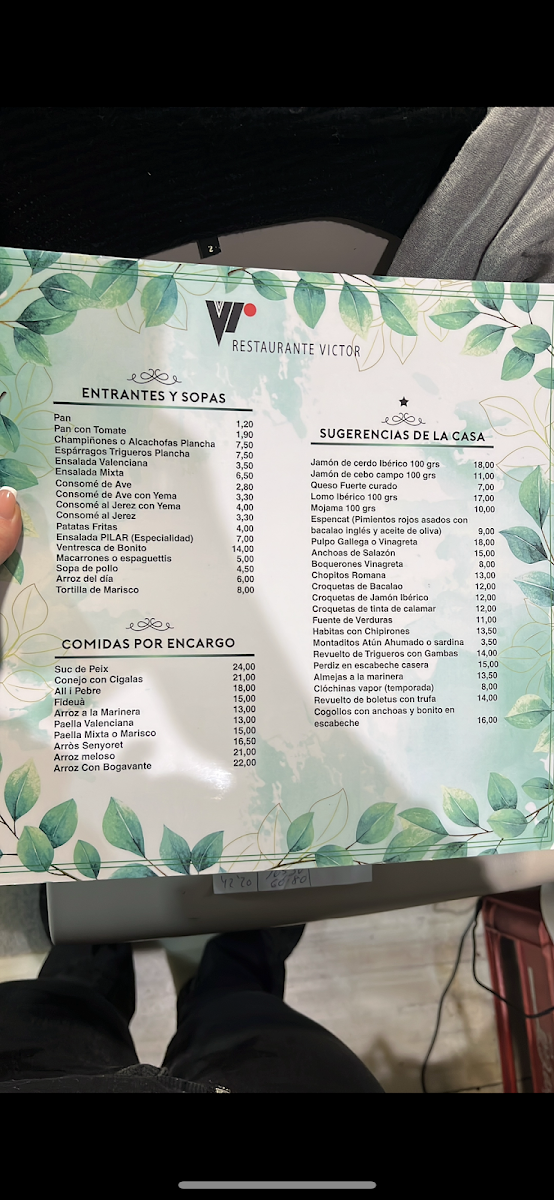 VR
RESTAURANTE VICTOR
ENTRANTES Y SOPAS
Pan 1,20
Pan con Tomate 1,90
Champiñones o Alcachofas Plancha 7,50
Espárragos Trigueros Plancha 7,50
Ensalada Valenciana 3,50
Ensalada Mixta 6,50
Consomé de Ave 2,80
Consomé de Ave con Yema 3,30
Consomé al Jerez con Yema 4,00
Consomé al Jerez 3,30
Patatas Fritas 4,00
Ensalada PILAR (Especialidad) 7,00
Ventresca de Bonito 14,00
Macarrones o espaguettis 5,00
Sopa de pollo 4,50
Arroz del día 6,00
Tortilla de Marisco 8,00
COMIDAS POR ENCARGO
Suc de Peix 24,00
Conejo con Cigalas 21,00
All i Pebre 18,00
Fideuà 15,00
Arroz a la Marinera 13,00
Paella Valenciana 13,00
Paella Mixta o Marisco 15,00
Arròs Senyoret 16,50
Arroz meloso 21,00
Arroz Con Bogavante 22,00
SUGERENCIAS DE LA CASA
Jamón de cerdo Ibérico 100 grs 18,00
Jamón de cebo campo 100 grs 11,00
Queso Fuerte curado 7,00
Lomo Ibérico 100 grs 17,00
Mojama 100 grs 10,00
Espencat (Pimientos rojos asados con
bacalao inglés y aceite de oliva) 9,00
Pulpo Gallega o Vinagreta 18,00
Anchoas de Salazón 15,00
Boquerones Vinagreta 8,00
Chopitos Romana 13,00
Croquetas de Bacalao 12,00
Croquetas de Jamón Ibérico 12,00
Croquetas de tinta de calamar 12,00
Fuente de Verduras 11,00
Habitas con Chipirones 13,50
Montaditos Atún Ahumado o sardina 3,50
Revuelto de Trigueros con Gambas 14,00
Perdiz en escabeche casera 15,00
Almejas a la marinera 13,50
Clóchinas vapor (temporada) 8,00
Revuelto de boletus con trufa 14,00
Cogollos con anchoas y bonito en
escabeche 16,00